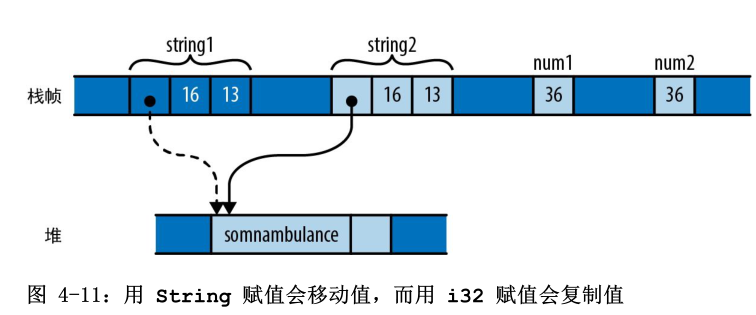 string1 string2 num1 num2
栈帧 16 13 16 13 36 36
堆 somnambulance
图 4-11：用 String 赋值会移动值，而用 i32 赋值会复制值